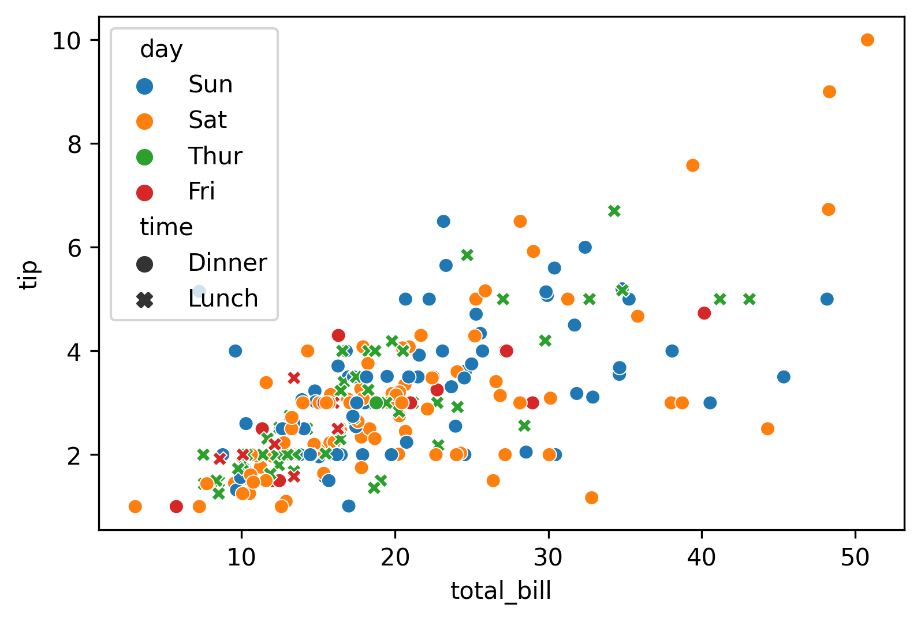 day
Sun
Sat
Thur
Fri
time
Dinner
Lunch
10
8
6
4
2
tip
10 20 30 40 50
total_bill